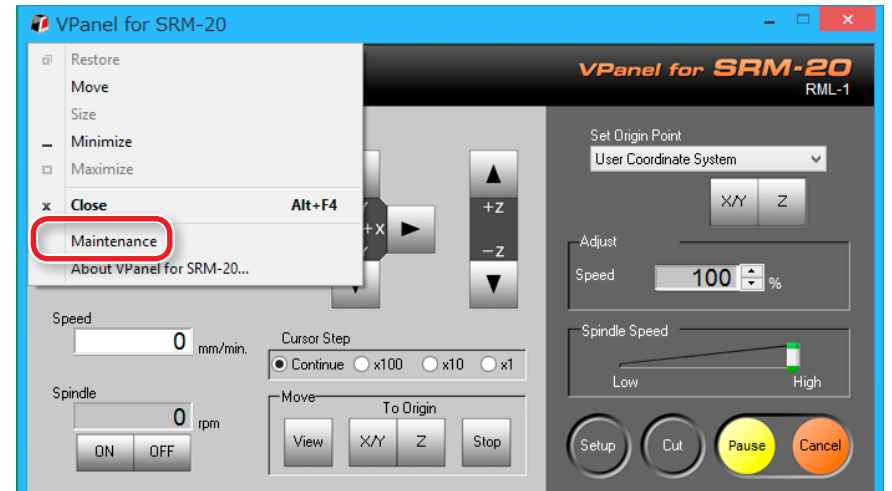 VPanel for SRM-20
Restore
Move
Size
Minimize
Maximize
x Close Alt+F4
Maintenance
About VPanel for SRM-20...
VPanel for SRM-20
RML-1
+x
+z
-z
Set Origin Point
User Coordinate System
X/Y Z
Adjust
Speed 100 %
Speed
0 mm/min.
Cursor Step
Continue x100 x10 x1
Spindle Speed
Low High
Spindle
0 rpm
ON OFF
Move
To Origin
View X/Y Z Stop
Setup Cut Pause Cancel